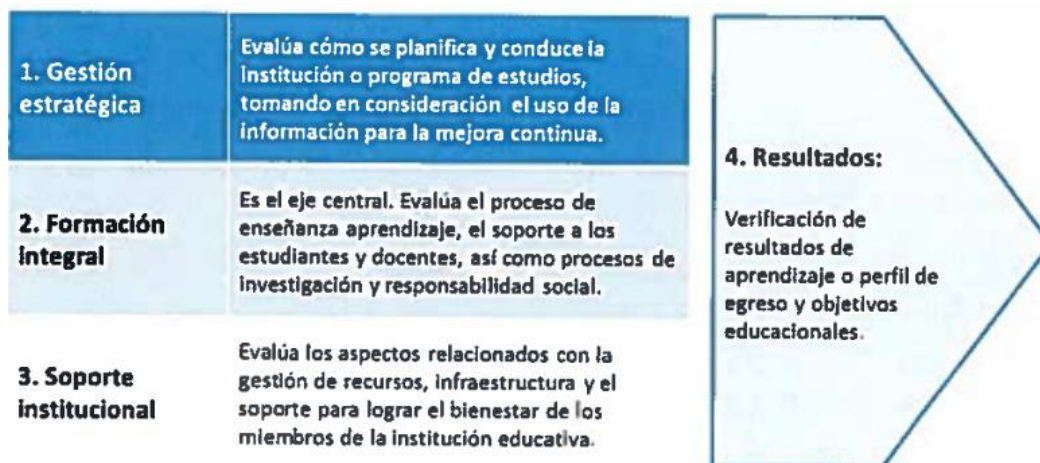 1. Gestión
estratégica
Evalúa cómo se planifica y conduce la
institución o programa de estudios,
tomando en consideración el uso de la
información para la mejora continua.
2. Formación
integral
Es el eje central. Evalúa el proceso de
enseñanza aprendizaje, el soporte a los
estudiantes y docentes, así como procesos de
investigación y responsabilidad social.
3. Soporte
institucional
Evalúa los aspectos relacionados con la
gestión de recursos, infraestructura y el
soporte para lograr el bienestar de los
miembros de la institución educativa.
4. Resultados:
Verificación de
resultados de
aprendizaje o perfil de
egreso y objetivos
educacionales.